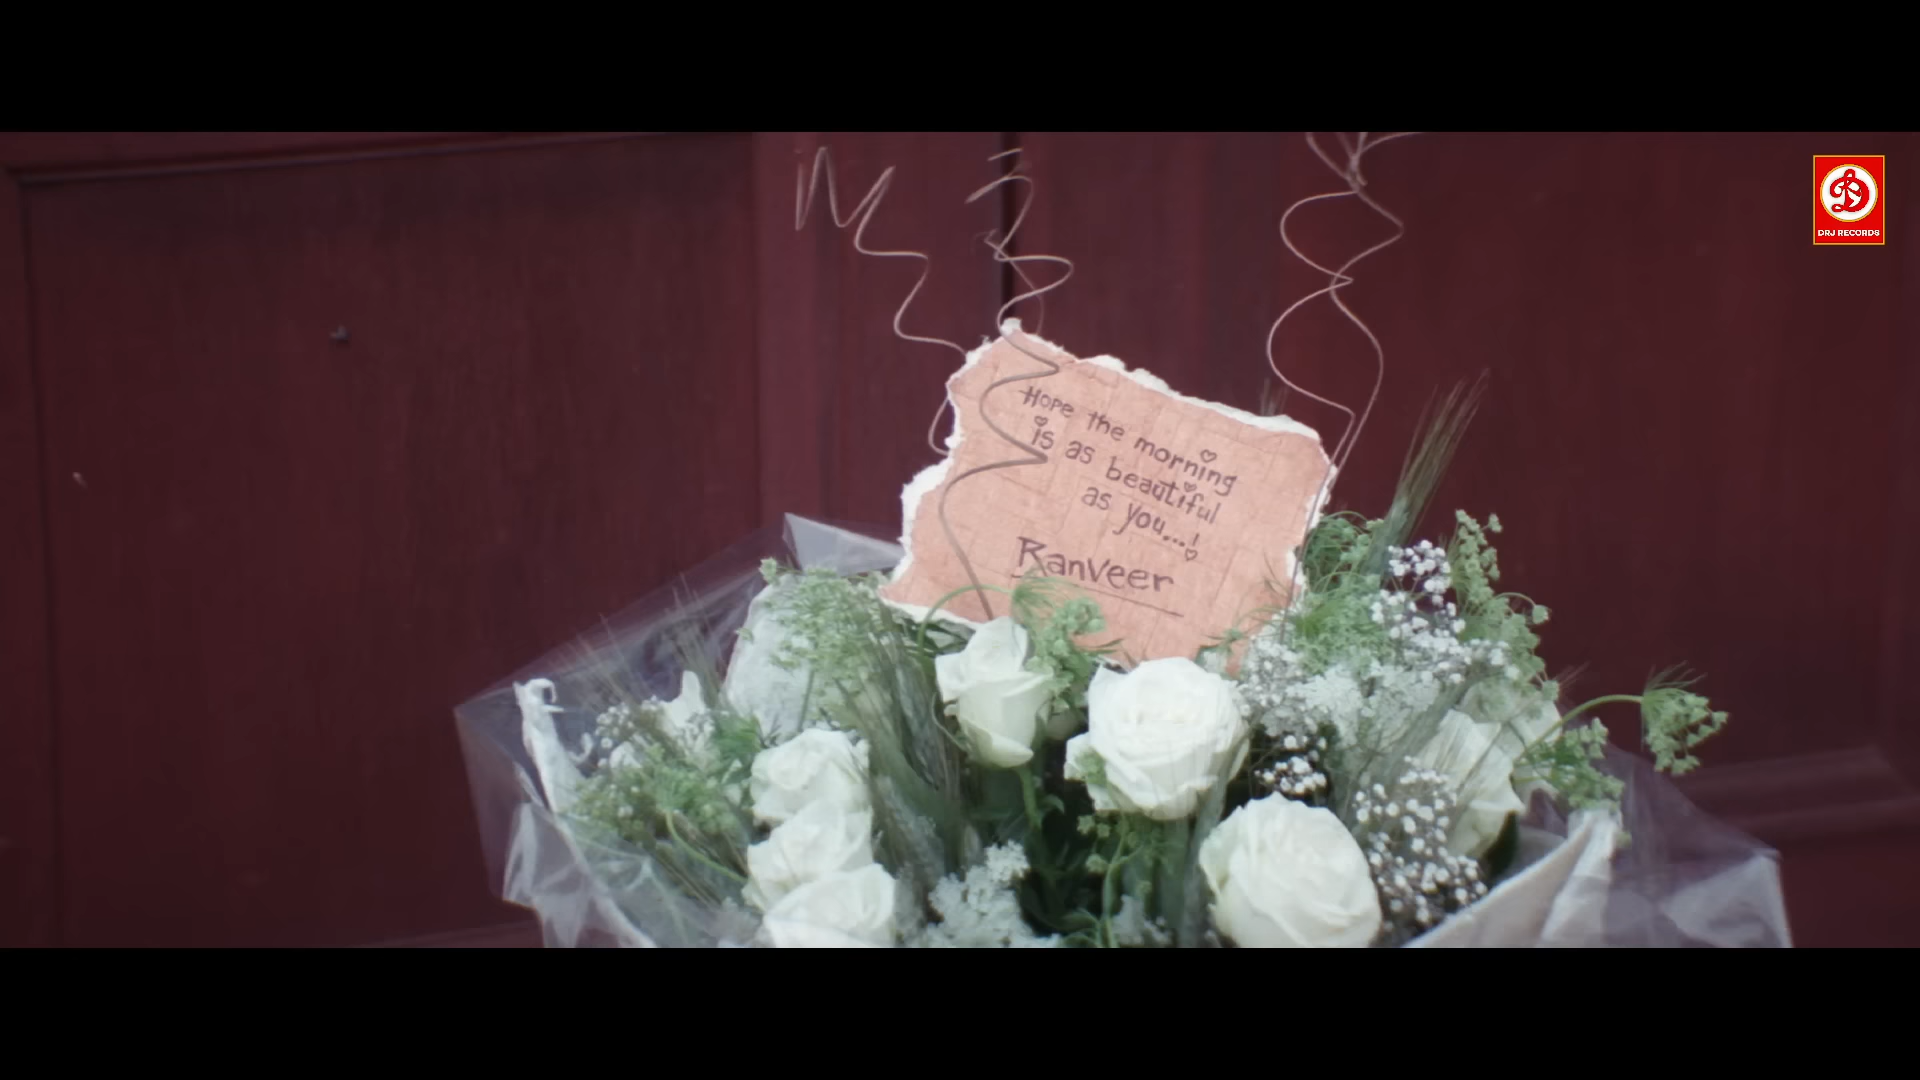 DRJ RECORDS
Hope the morning
is as beautiful
as you...!
Ranveer